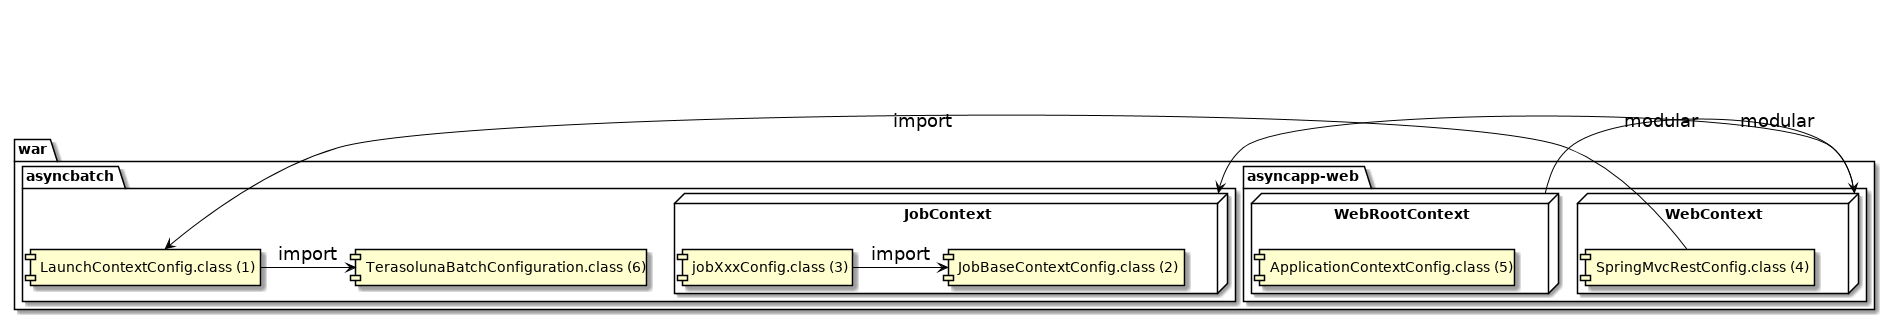 import
modular
modular
war
asyncbatch
asyncapp-web
JobContext
WebRootContext
WebContext
import
import
LaunchContextConfig.class (1)
TerasolunaBatchConfiguration.class (6)
jobXxxConfig.class (3)
JobBaseContextConfig.class (2)
ApplicationContextConfig.class (5)
SpringMvcRestConfig.class (4)